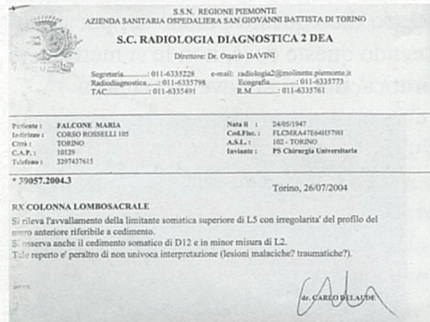 S.S.N. REGIONE PIEMONTE
AZIENDA SANITARIA OSPEDALIERA SAN GIOVANNI BATTISTA DI TORINO
S.C. RADIOLOGIA DIAGNOSTICA 2 DEA
Direttore: Dr. Ottavio DAVINI
Segreteria..............: 011-6335228 e-mail: radiologia2@molinette.piemonte.it
Radiodiagnostica.....: 011-6335798 Ecografia............: 011-6335773
TAC.....................: 011-6335491 R.M....................: 011-6335761
Paziente : FALCONE MARIA Nata il : 24/05/1947
Indirizzo : CORSO ROSSELLI 105 Cod.Fisc. :
Città : TORINO A.S.L. : 102 - TORINO
C.A.P. : 10129 Inviante : PS Chirurgia Universitaria
Telefono : 3297437615
* 39057.2004.3
Torino, 26/07/2004
RX COLONNA LOMBOSACRALE
Si rileva l'avvallamento della limitante somatica superiore di L5 con irregolarita' del profilo del
muro anteriore riferibile a cedimento.
Si osserva anche il cedimento somatico di D12 e in minor misura di L2.
Tale reperto e' peraltro di non univoca interpretazione (lesioni malaciche? traumatiche?).
dr. CARLO DELAUDE